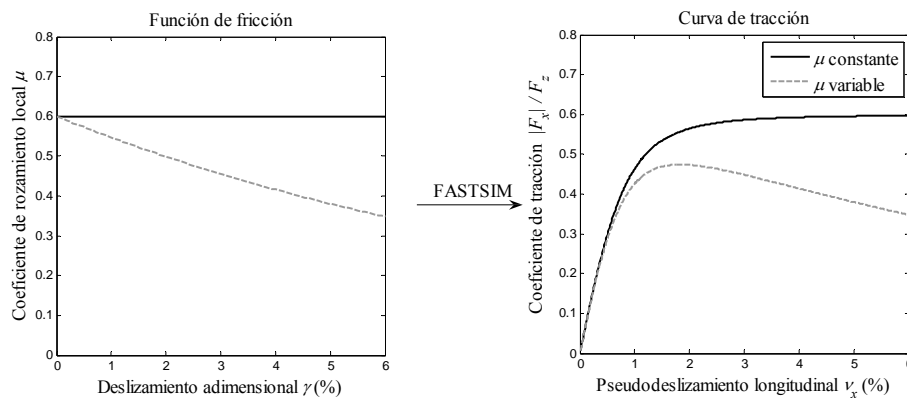 Función de fricción
Coeficiente de rozamiento local μ
0.8
0.7
0.6
0.5
0.4
0.3
0.2
0.1
0
0 1 2 3 4 5 6
Deslizamiento adimensional γ (%)
FASTSIM
Curva de tracción
Coeficiente de tracción |Fx| / Fz
0.8
0.7
0.6
0.5
0.4
0.3
0.2
0.1
0
μ constante
μ variable
0 1 2 3 4 5 6
Pseudodeslizamiento longitudinal νx (%)